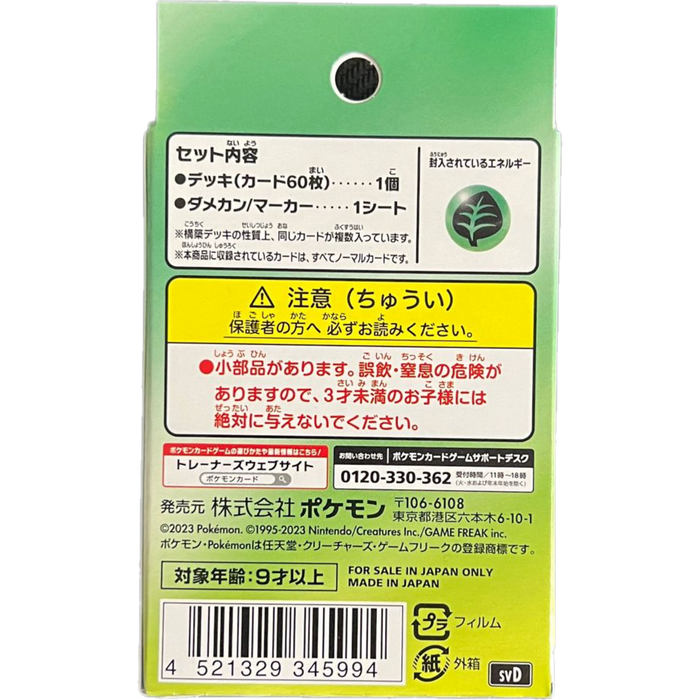 セット内容
●デッキ(カード60枚)‥‥‥1個
●ダメカン/マーカー‥‥‥1シート
※構築デッキの性質上、同じカードが複数入っています。
※本商品に収録されているカードは、すべてノーマルカードです。
封入されているエネルギー
⚠ 注意(ちゅうい)
保護者の方へ 必ずお読みください。
●小部品があります。誤飲・窒息の危険が
ありますので、3才未満のお子様には
絶対に与えないでください。
ポケモンカードゲームの遊びかたや最新情報はこちら!
トレーナーズウェブサイト
ポケモンカード
お問い合わせ先 ポケモンカードゲームサポートデスク
0120-330-362 受付時間/11時~18時
(火・水および年末年始を除く)
発売元 株式会社 ポケモン 〒106-6108
東京都港区六本木6-10-1
©2023 Pokémon. ©1995-2023 Nintendo/Creatures Inc./GAME FREAK inc.
ポケモン・Pokémonは任天堂・クリーチャーズ・ゲームフリークの登録商標です。
対象年齢:9才以上
FOR SALE IN JAPAN ONLY
MADE IN JAPAN
4 521329 345994
プラ フィルム
紙 外箱
svD